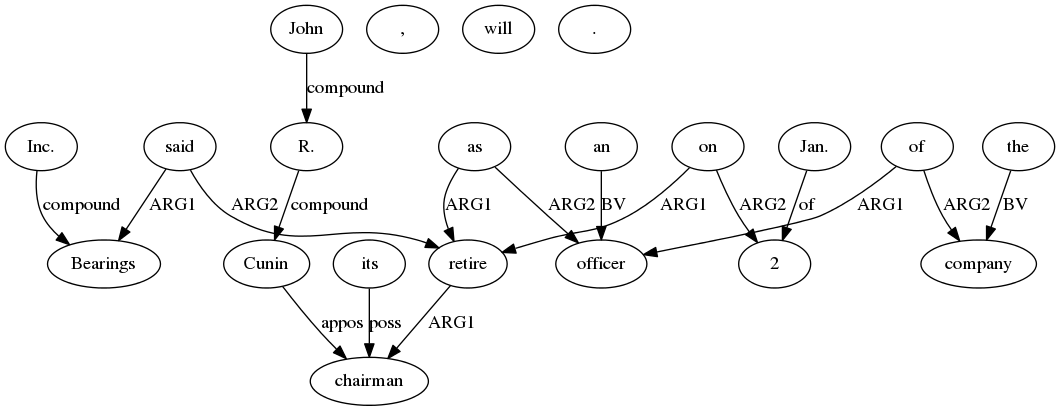 John , will .
compound
Inc. said R. as an on Jan. of the
compound ARG1 ARG2 compound ARG1 ARG2 BV ARG1 ARG2 of ARG1 ARG2 BV
Bearings Cunin its retire officer 2 company
appos poss ARG1
chairman